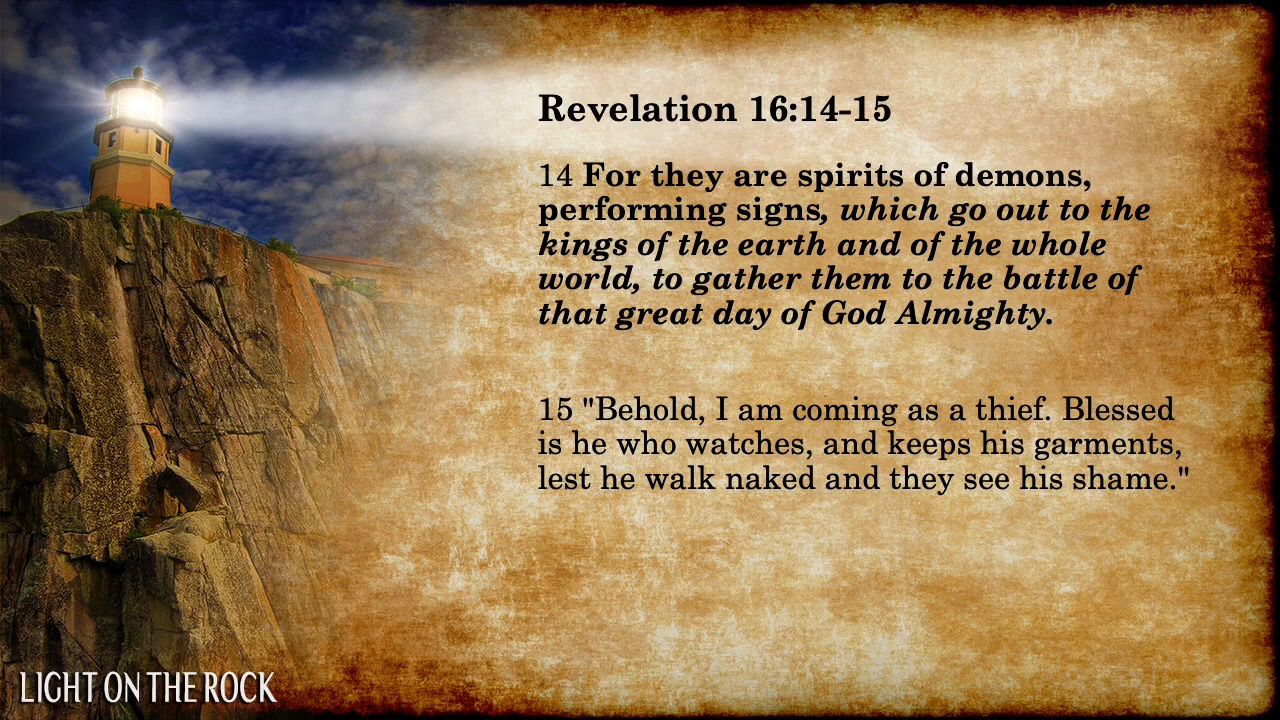 Revelation 16:14-15
14 For they are spirits of demons,
performing signs, which go out to the
kings of the earth and of the whole
world, to gather them to the battle of
that great day of God Almighty.
15 "Behold, I am coming as a thief. Blessed
is he who watches, and keeps his garments,
lest he walk naked and they see his shame."
LIGHT ON THE ROCK